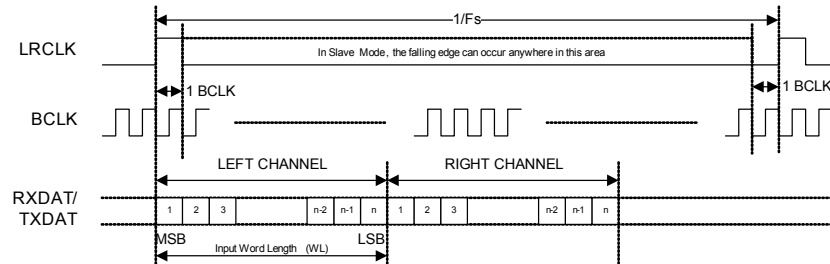 1/Fs
LRCLK
In Slave Mode, the falling edge can occur anywhere in this area
1 BCLK
1 BCLK
BCLK
LEFT CHANNEL
RIGHT CHANNEL
RXDAT/
TXDAT
1 2 3 n-2 n-1 n 1 2 3 n-2 n-1 n
MSB
LSB
Input Word Length (WL)